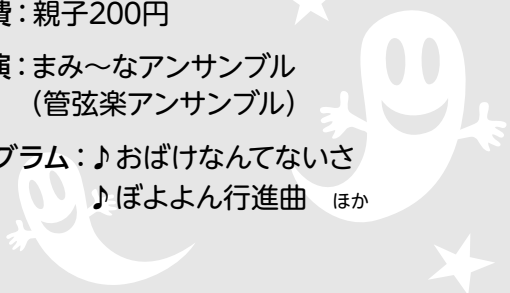 費：親子200円
演：まみ～なアンサンブル
（管弦楽アンサンブル）
グラム：♪おばけなんてないさ
♪ぼよよん行進曲　ほか